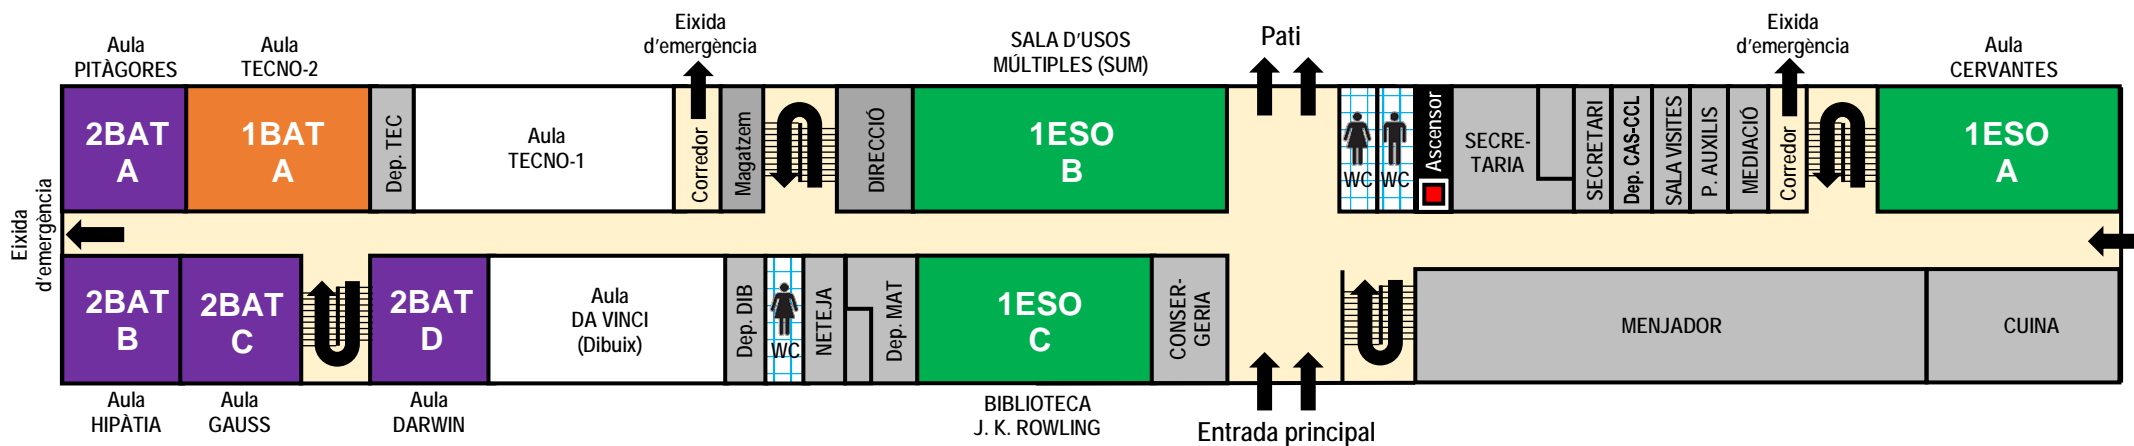 Aula
PITÀGORES
Aula
TECNO-2
Eixida
d'emergència
SALA D'USOS
MÚLTIPLES (SUM)
Pati
Eixida
d'emergència
Aula
CERVANTES
2BAT
A
1BAT
A
Dep. TEC
Aula
TECNO-1
Corredor
Magatzem
DIRECCIÓ
1ESO
B
WC
WC
Ascensor
SECRE-
TARIA
SECRETARI
Dep. CAS-CCL
SALA VISITES
P. AUXILIS
MEDIACIÓ
Corredor
1ESO
A
Eixida
d'emergència
2BAT
B
2BAT
C
2BAT
D
Aula
DA VINCI
(Dibuix)
Dep. DIB
WC
NETEJA
Dep. MAT
1ESO
C
CONSER-
GERIA
MENJADOR
CUINA
Aula
HIPÀTIA
Aula
GAUSS
Aula
DARWIN
BIBLIOTECA
J. K. ROWLING
Entrada principal